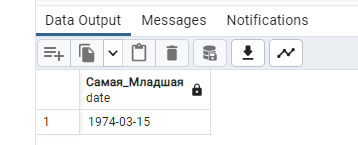 Data Output Messages Notifications
Самая_Младшая
date
1 1974-03-15